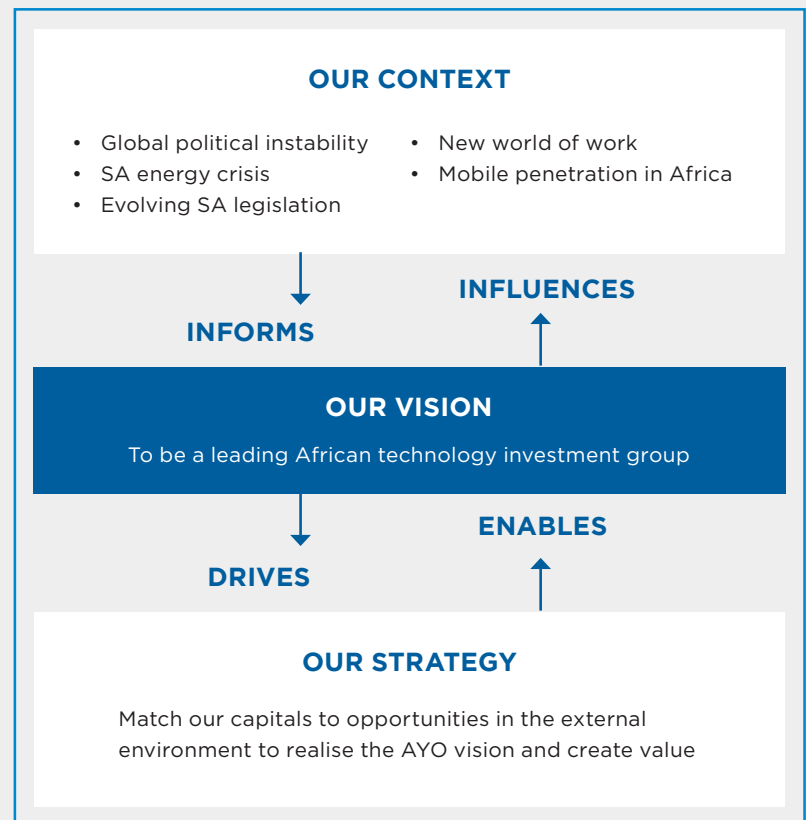 OUR CONTEXT
• Global political instability
• SA energy crisis
• Evolving SA legislation
• New world of work
• Mobile penetration in Africa
INFORMS
INFLUENCES
OUR VISION
To be a leading African technology investment group
DRIVES
ENABLES
OUR STRATEGY
Match our capitals to opportunities in the external
environment to realise the AYO vision and create value